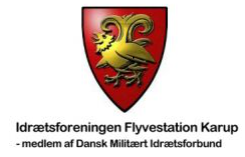 Idrætsforeningen Flyvestation Karup
- medlem af Dansk Militært Idrætsforbund